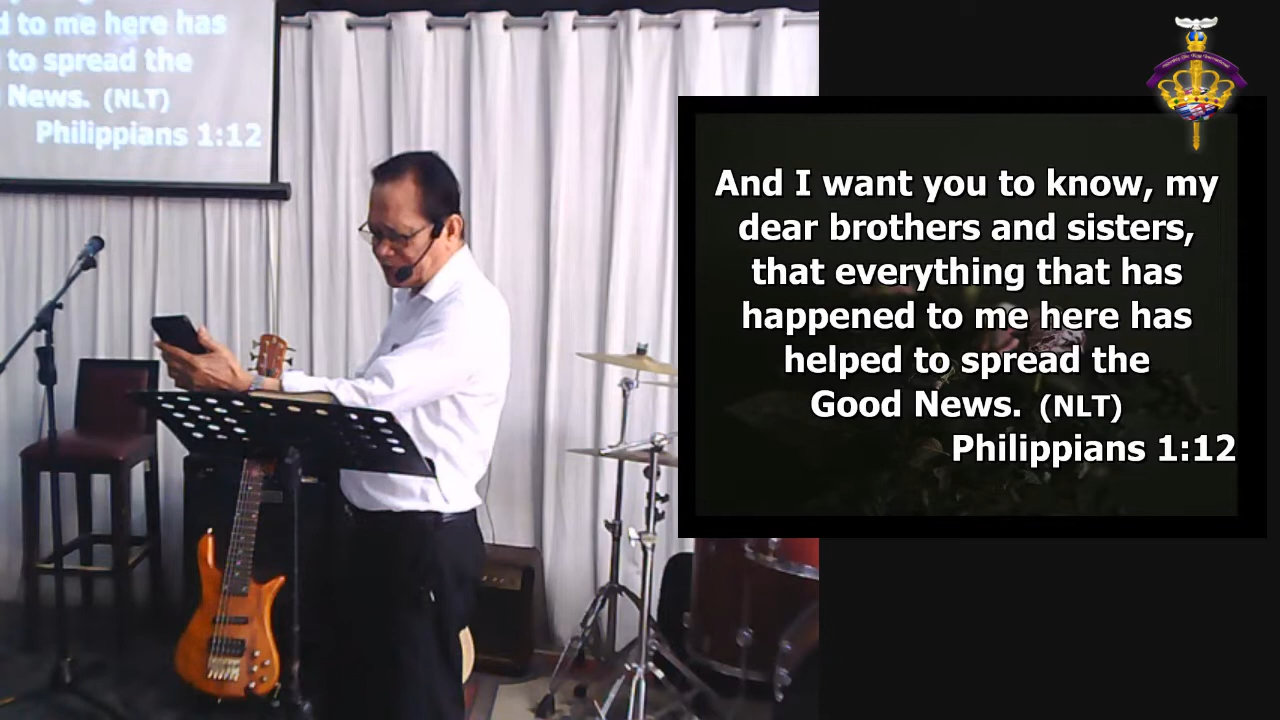 d to me here has
to spread the
News. (NLT)
Philippians 1:12
And I want you to know, my
dear brothers and sisters,
that everything that has
happened to me here has
helped to spread the
Good News. (NLT)
Philippians 1:12